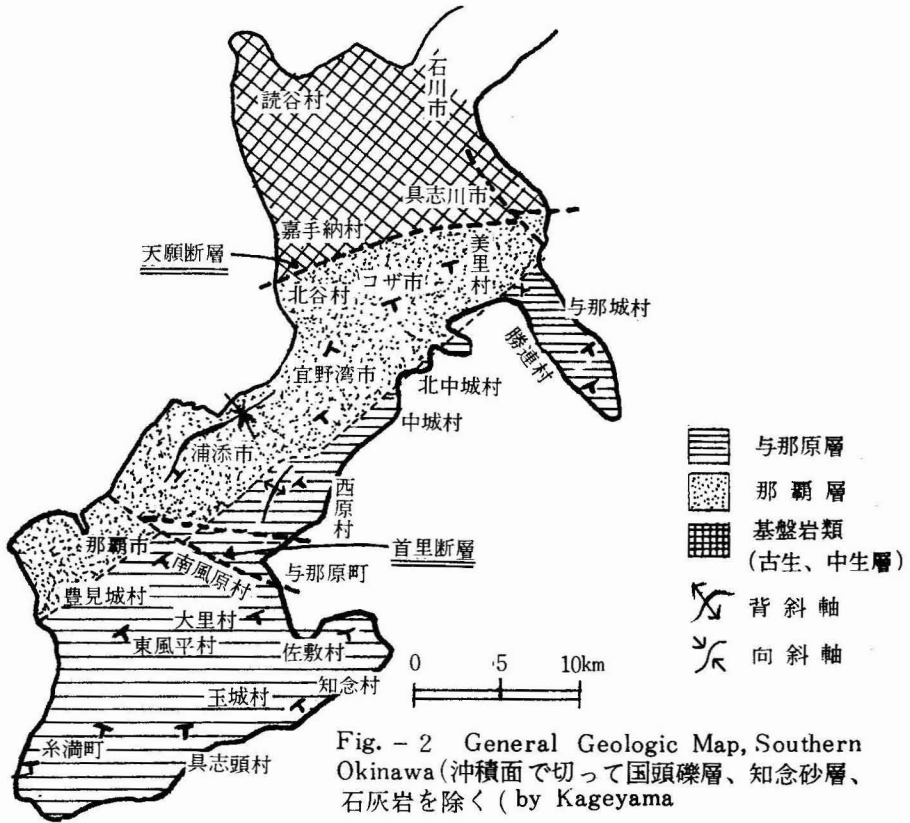 石川市
読谷村
具志川市
嘉手納村
天願断層
美里村
コザ市
北谷村
与那城村
勝連村
宜野湾市
北中城村
中城村
浦添市
西原村
与那原層
那覇層
基盤岩類
(古生、中生層)
背斜軸
向斜軸
那覇市
首里断層
南風原村
与那原町
豊見城村
大里村
東風平村
佐敷村
知念村
玉城村
糸満町
具志頭村
0 5 10km
Fig. - 2 General Geologic Map, Southern
Okinawa (沖積面で切って国頭礫層、知念砂層、
石灰岩を除く ( by Kageyama